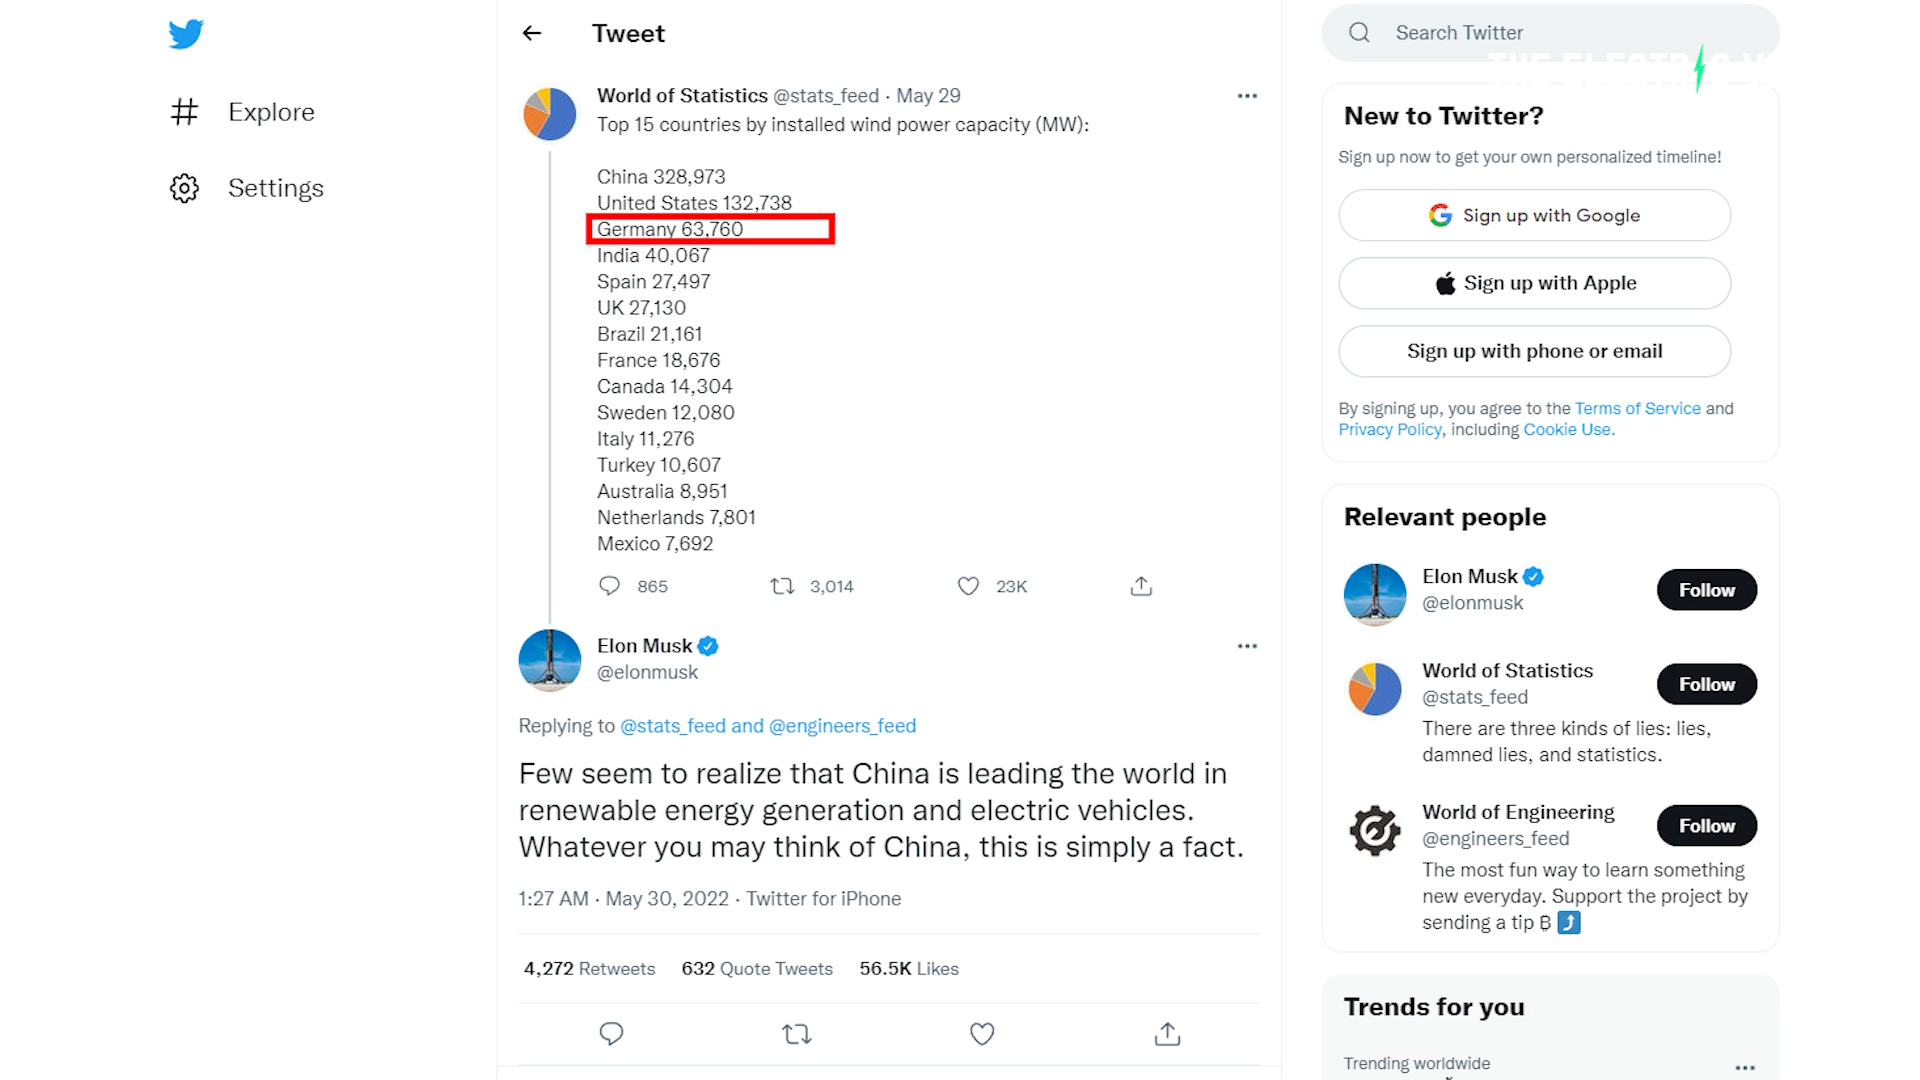 Explore
Settings
Tweet
World of Statistics @stats_feed · May 29
Top 15 countries by installed wind power capacity (MW):
China 328,973
United States 132,738
Germany 63,760
India 40,067
Spain 27,497
UK 27,130
Brazil 21,161
France 18,676
Canada 14,304
Sweden 12,080
Italy 11,276
Turkey 10,607
Australia 8,951
Netherlands 7,801
Mexico 7,692
865 3,014 23K
Elon Musk
@elonmusk
Replying to @stats_feed and @engineers_feed
Few seem to realize that China is leading the world in
renewable energy generation and electric vehicles.
Whatever you may think of China, this is simply a fact.
1:27 AM · May 30, 2022 · Twitter for iPhone
4,272 Retweets 632 Quote Tweets 56.5K Likes
Search Twitter
New to Twitter?
Sign up now to get your own personalized timeline!
Sign up with Google
Sign up with Apple
Sign up with phone or email
By signing up, you agree to the Terms of Service and
Privacy Policy, including Cookie Use.
Relevant people
Elon Musk
@elonmusk
Follow
World of Statistics
@stats_feed
Follow
There are three kinds of lies: lies,
damned lies, and statistics.
World of Engineering
@engineers_feed
Follow
The most fun way to learn something
new everyday. Support the project by
sending a tip ₿ ⤴
Trends for you
Trending worldwide